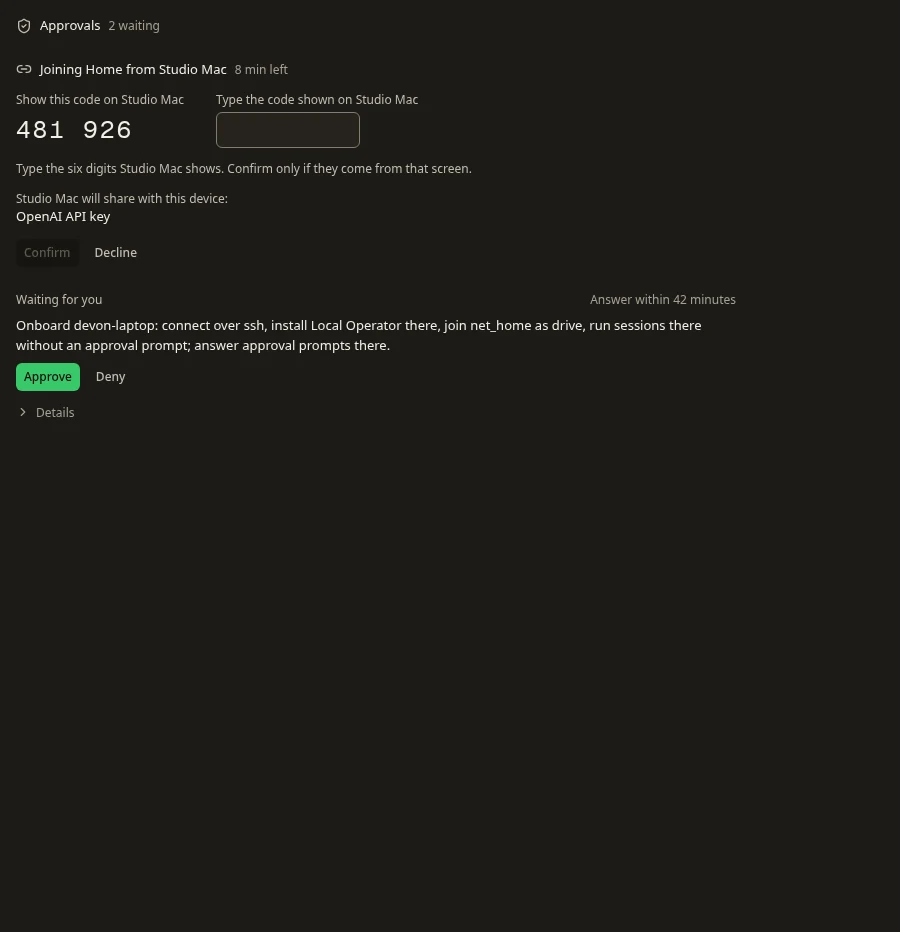 Approvals 2 waiting
Joining Home from Studio Mac 8 min left
Show this code on Studio Mac
Type the code shown on Studio Mac
481 926
Type the six digits Studio Mac shows. Confirm only if they come from that screen.
Studio Mac will share with this device:
OpenAI API key
Confirm Decline
Waiting for you Answer within 42 minutes
Onboard devon-laptop: connect over ssh, install Local Operator there, join net_home as drive, run sessions there
without an approval prompt; answer approval prompts there.
Approve Deny
Details